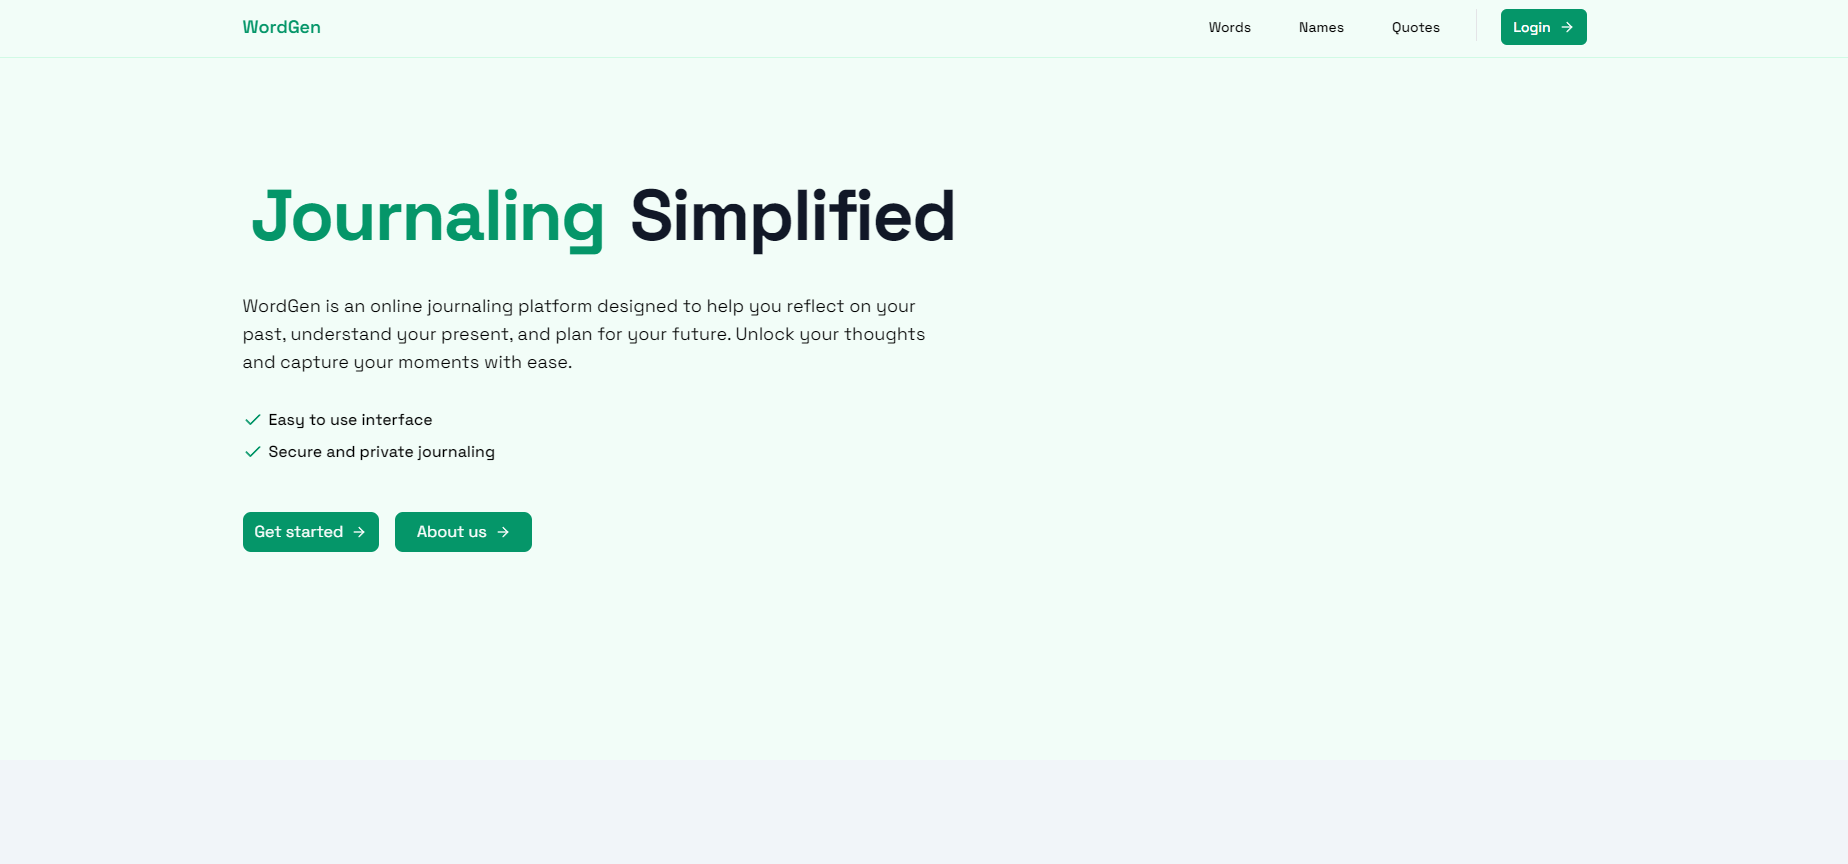 WordGen
Words
Names
Quotes
Login
Journaling Simplified
WordGen is an online journaling platform designed to help you reflect on your
past, understand your present, and plan for your future. Unlock your thoughts
and capture your moments with ease.
Easy to use interface
Secure and private journaling
Get started
About us